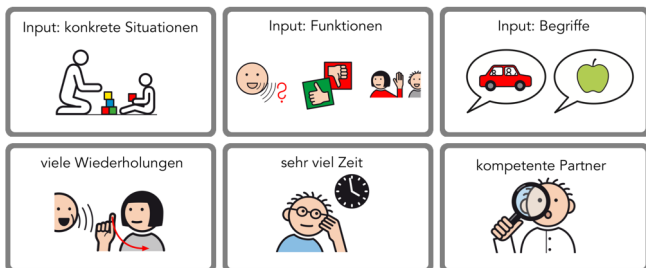 Input: konkrete Situationen
Input: Funktionen
Input: Begriffe
?
viele Wiederholungen
sehr viel Zeit
kompetente Partner